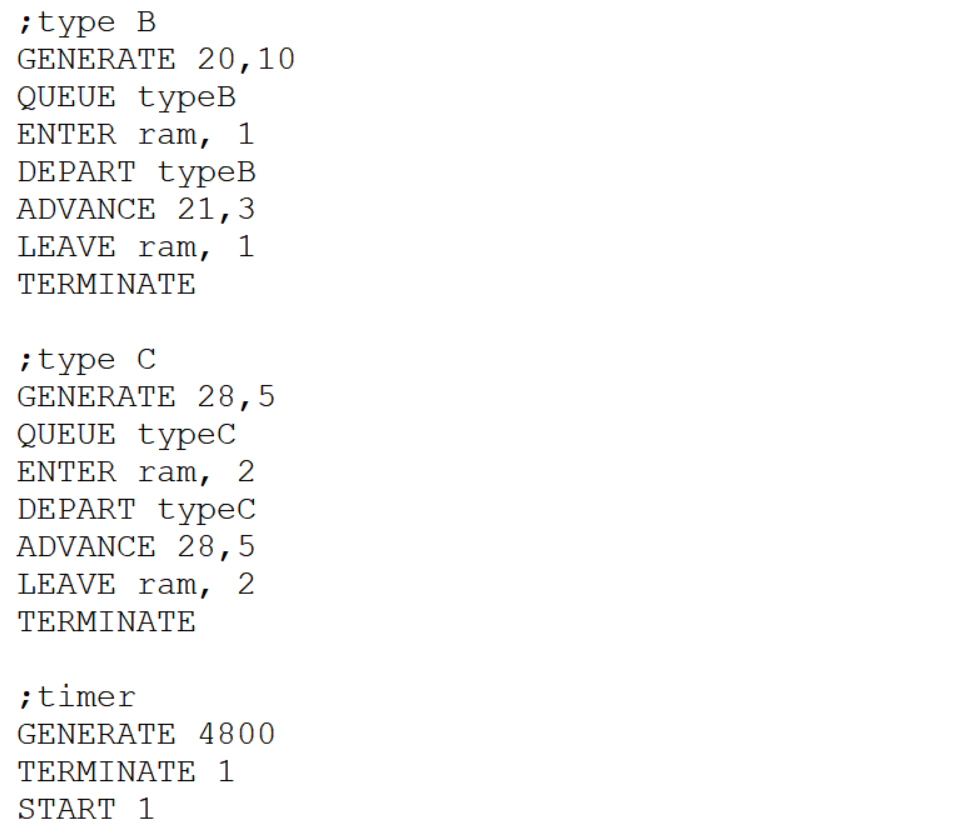 ;type B
GENERATE 20,10
QUEUE typeB
ENTER ram, 1
DEPART typeB
ADVANCE 21,3
LEAVE ram, 1
TERMINATE
;type C
GENERATE 28,5
QUEUE typeC
ENTER ram, 2
DEPART typeC
ADVANCE 28,5
LEAVE ram, 2
TERMINATE
;timer
GENERATE 4800
TERMINATE 1
START 1